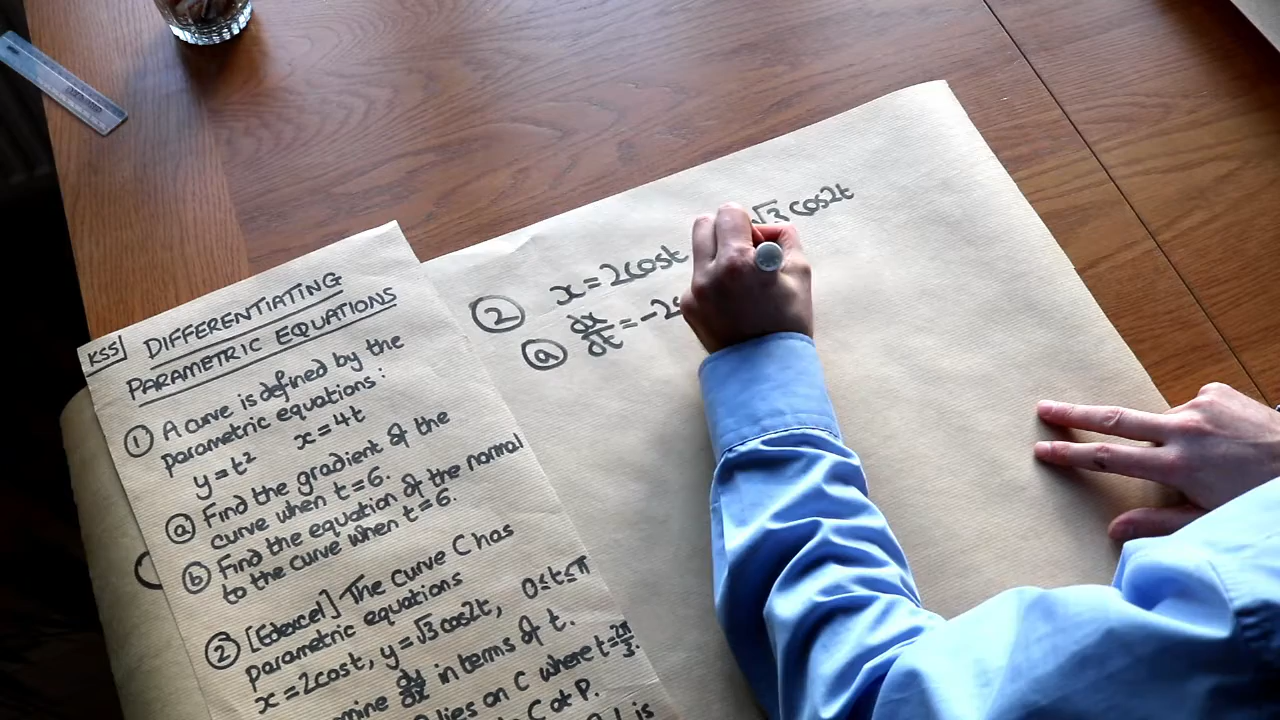 KS5 DIFFERENTIATING
PARAMETRIC EQUATIONS
① A curve is defined by the
parametric equations:
y = t² x = 4t
ⓐ Find the gradient of the
curve when t = 6.
ⓑ Find the equation of the normal
to the curve when t = 6.
② [Edexcel] The curve C has
parametric equations
x = 2cost, y = √3 cos2t, 0 ≤ t ≤ π
dy/dx in terms of t.
lies on C where t = 2π/3.
C at P.
is
② x = 2cost √3 cos2t
ⓐ dx/dt = -2